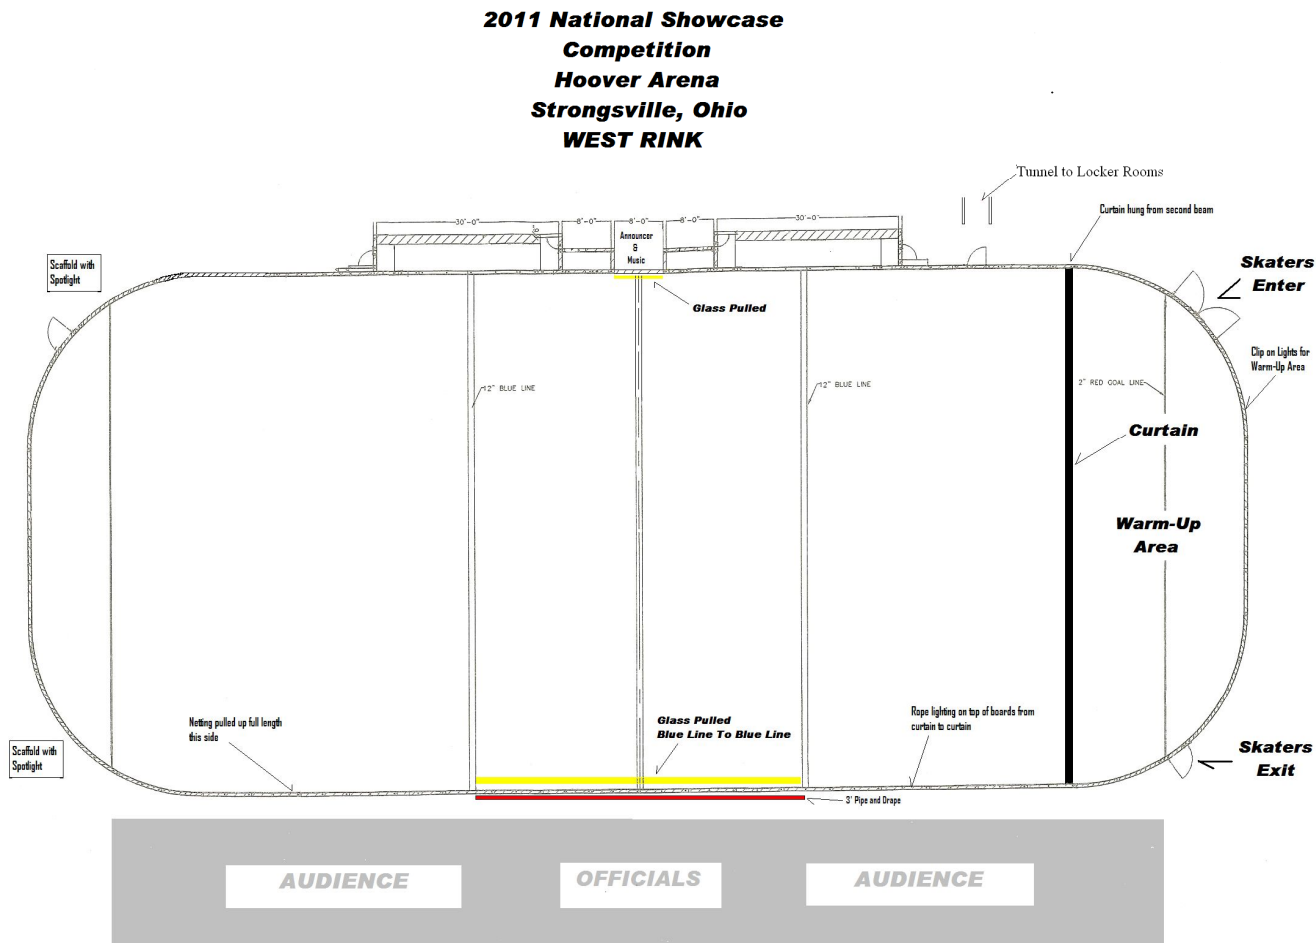 2011 National Showcase
Competition
Hoover Arena
Strongsville, Ohio
WEST RINK
Tunnel to Locker Rooms
Curtain hung from second beam
30'-0"
8'-0"
8'-0"
8'-0"
30'-0"
Announcer
&
Music
Scaffold with
Spotlight
Skaters
Enter
Glass Pulled
Clip on Lights for
Warm-Up Area
12" BLUE LINE
12" BLUE LINE
2" RED GOAL LINE
Curtain
Warm-Up
Area
Netting pulled up full length
this side
Glass Pulled
Blue Line To Blue Line
Rope lighting on top of boards from
curtain to curtain
Scaffold with
Spotlight
Skaters
Exit
3' Pipe and Drape
AUDIENCE
OFFICIALS
AUDIENCE